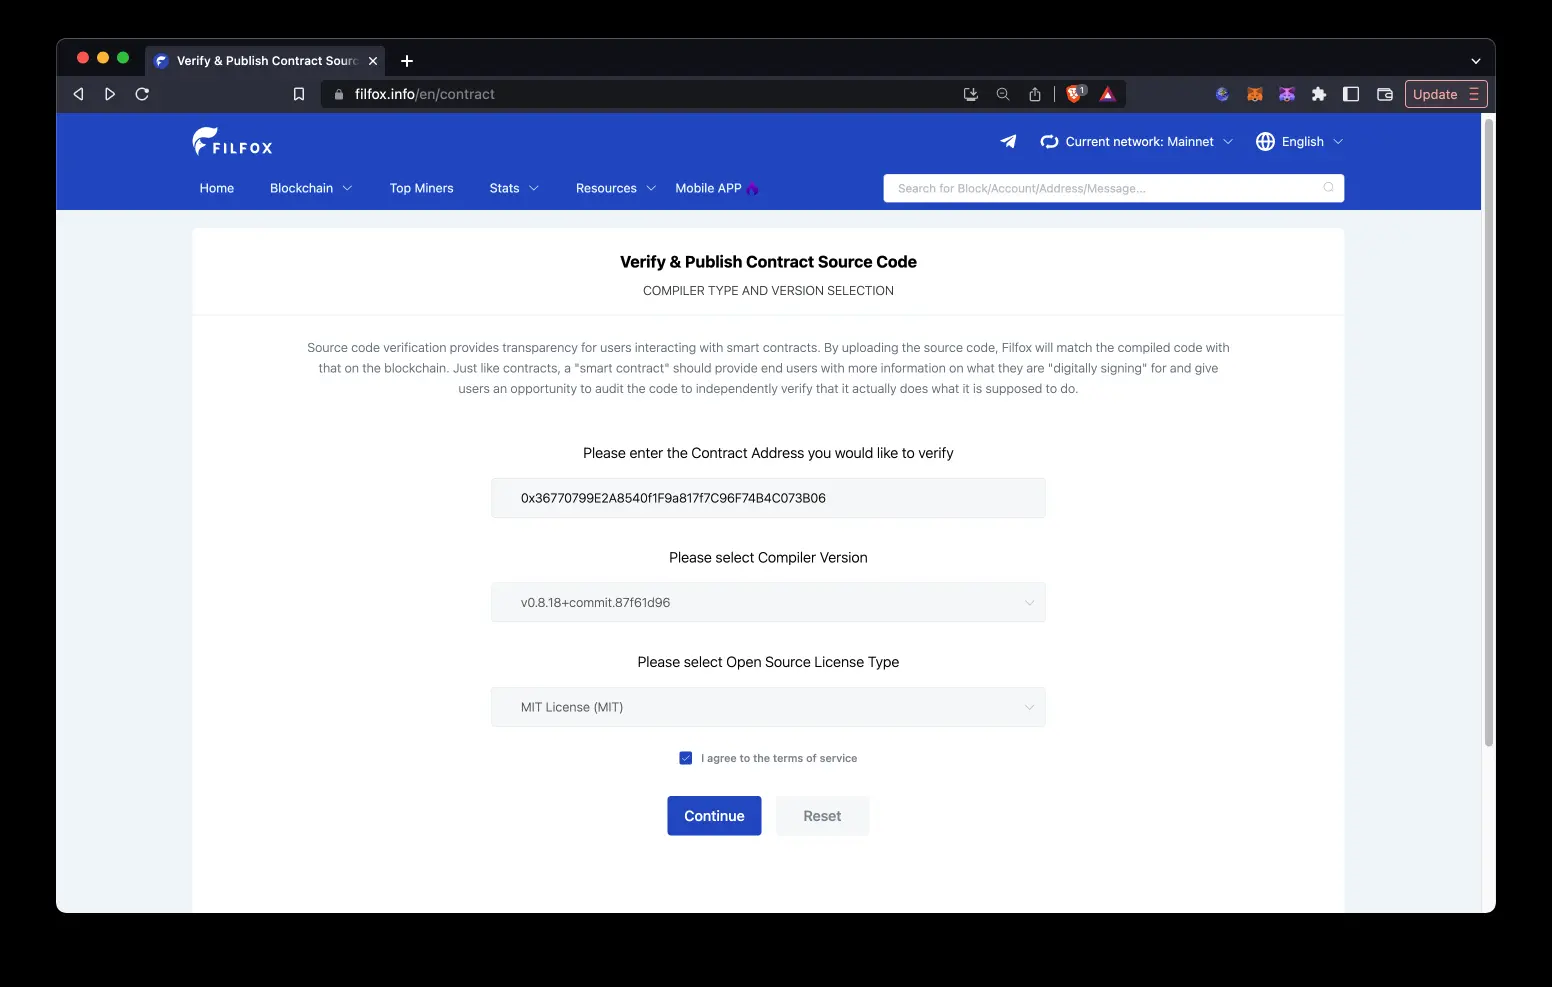 Verify & Publish Contract Sourc
filfox.info/en/contract
1
Update
FILFOX
Current network: Mainnet
English
Home
Blockchain
Top Miners
Stats
Resources
Mobile APP
Search for Block/Account/Address/Message...
Verify & Publish Contract Source Code
COMPILER TYPE AND VERSION SELECTION
Source code verification provides transparency for users interacting with smart contracts. By uploading the source code, Filfox will match the compiled code with
that on the blockchain. Just like contracts, a "smart contract" should provide end users with more information on what they are "digitally signing" for and give
users an opportunity to audit the code to independently verify that it actually does what it is supposed to do.
Please enter the Contract Address you would like to verify
0x36770799E2A8540f1F9a817f7C96F74B4C073B06
Please select Compiler Version
v0.8.18+commit.87f61d96
Please select Open Source License Type
MIT License (MIT)
I agree to the terms of service
Continue
Reset